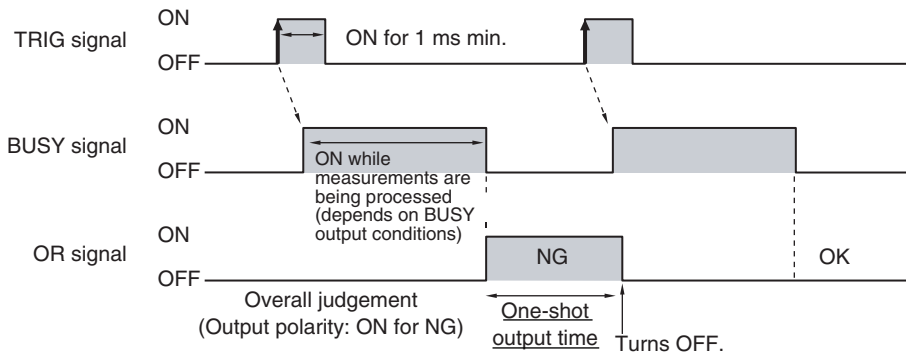 ON
TRIG signal
ON for 1 ms min.
OFF
ON
BUSY signal
OFF
ON while
measurements are
being processed
(depends on BUSY
output conditions)
ON
OR signal
NG
OK
OFF
Overall judgement
(Output polarity: ON for NG)
One-shot
output time
Turns OFF.